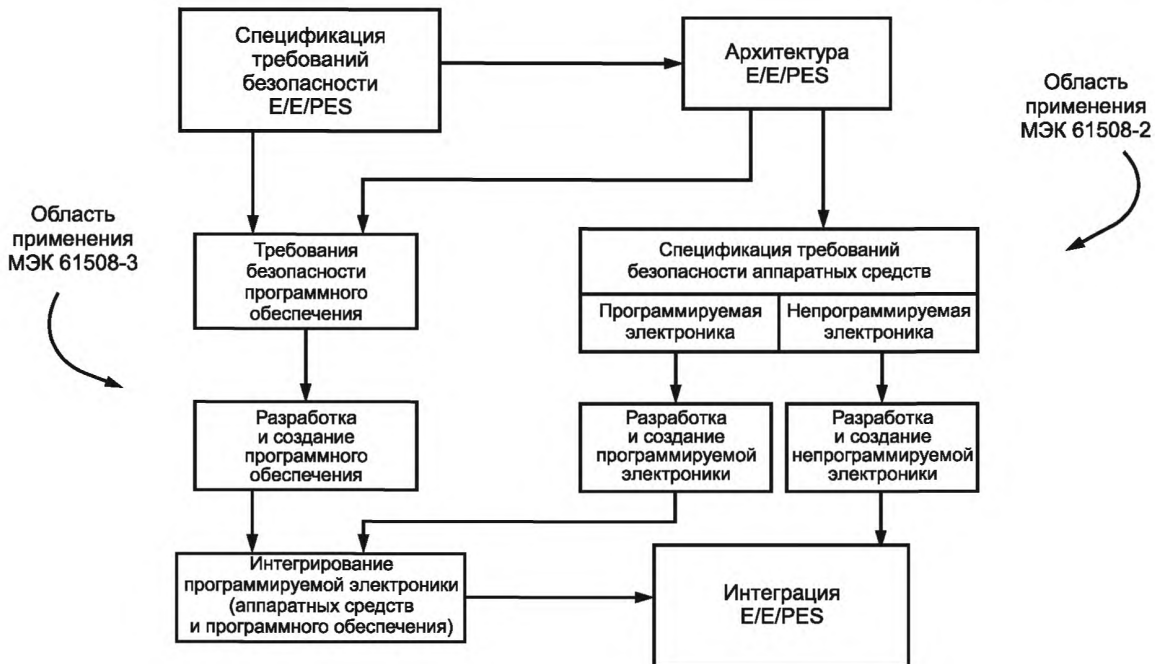 Спецификация
требований
безопасности
E/E/PES
Архитектура
E/E/PES
Область
применения
МЭК 61508-2
Область
применения
МЭК 61508-3
Требования
безопасности
программного
обеспечения
Спецификация требований
безопасности аппаратных средств
Программируемая
электроника
Непрограммируемая
электроника
Разработка
и создание
программного
обеспечения
Разработка
и создание
программируемой
электроники
Разработка
и создание
непрограммируемой
электроники
Интегрирование
программируемой электроники
(аппаратных средств
и программного обеспечения)
Интеграция
E/E/PES